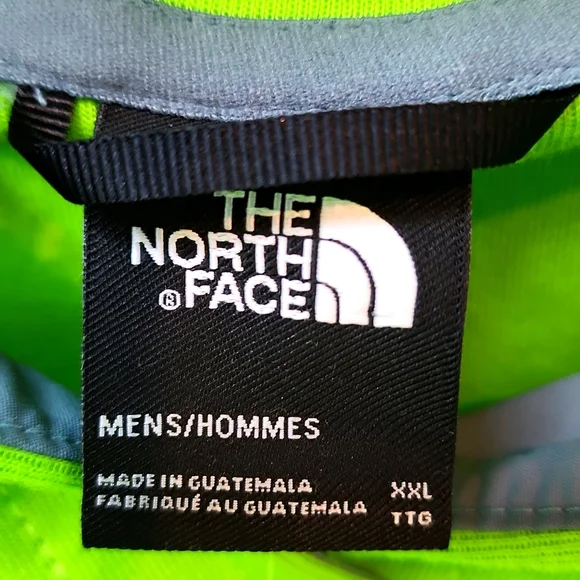 THE
NORTH
® FACE
MENS/HOMMES
MADE IN GUATEMALA XXL
FABRIQUÉ AU GUATEMALA TTG